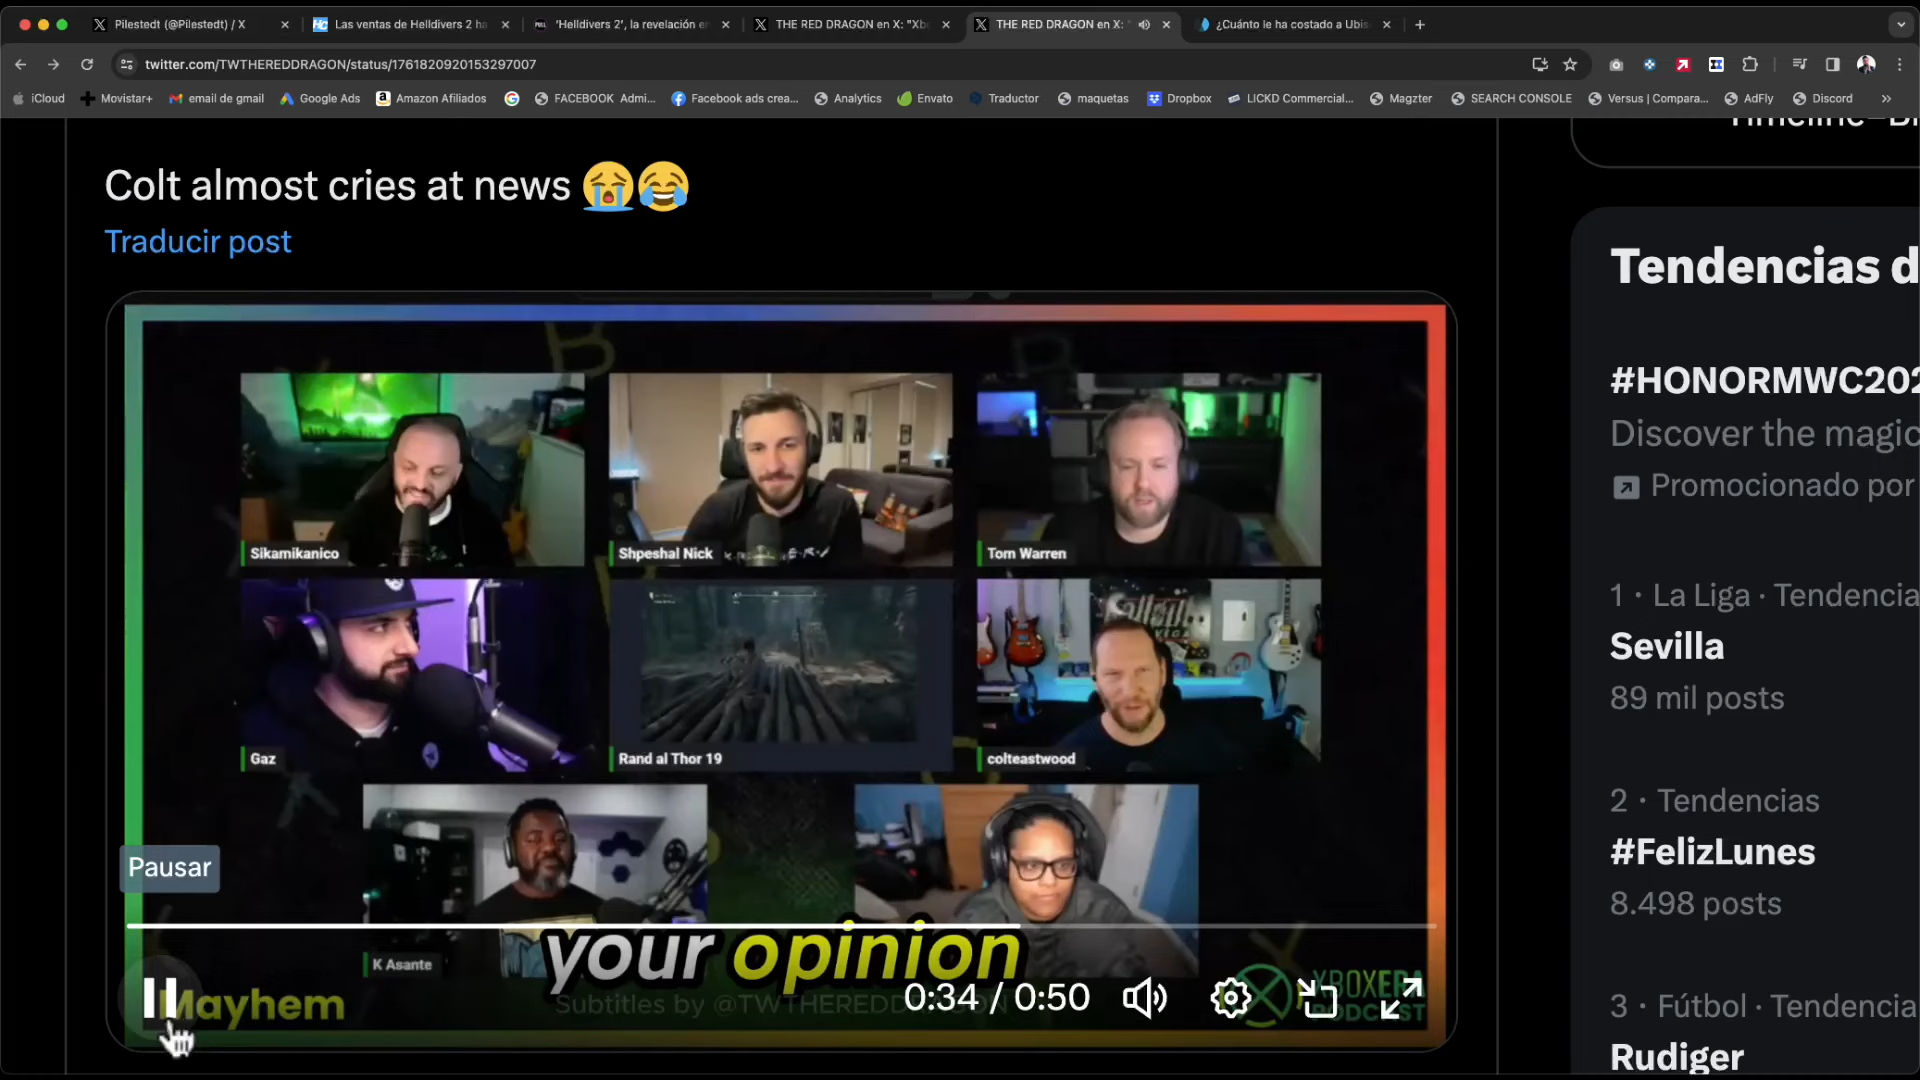 Pilestedt (@Pilestedt) / X
Las ventas de Helldivers 2 ha
'Helldivers 2', la revelación en
THE RED DRAGON en X: "Xb
THE RED DRAGON en X: "
¿Cuánto le ha costado a Ubis
twitter.com/TWTHEREDDRAGON/status/1761820920153297007
iCloud
Movistar+
email de gmail
Google Ads
Amazon Afiliados
FACEBOOK Admi...
Facebook ads crea...
Analytics
Envato
Traductor
maquetas
Dropbox
LICKD Commercial...
Magzter
SEARCH CONSOLE
Versus | Compara...
AdFly
Discord
Colt almost cries at news 😭😂
Traducir post
Sikamikanico
Shpeshal Nick
Tom Warren
Gaz
Rand al Thor 19
colteastwood
K Asante
Pausar
your opinion
Mayhem
Subtitles by @TWTHEREDDRAGON
0:34 / 0:50
XBOXERA
PODCAST
Tendencias d
#HONORMWC202
Discover the magic
Promocionado por
1 · La Liga · Tendencia
Sevilla
89 mil posts
2 · Tendencias
#FelizLunes
8.498 posts
3 · Fútbol · Tendencia
Rudiger